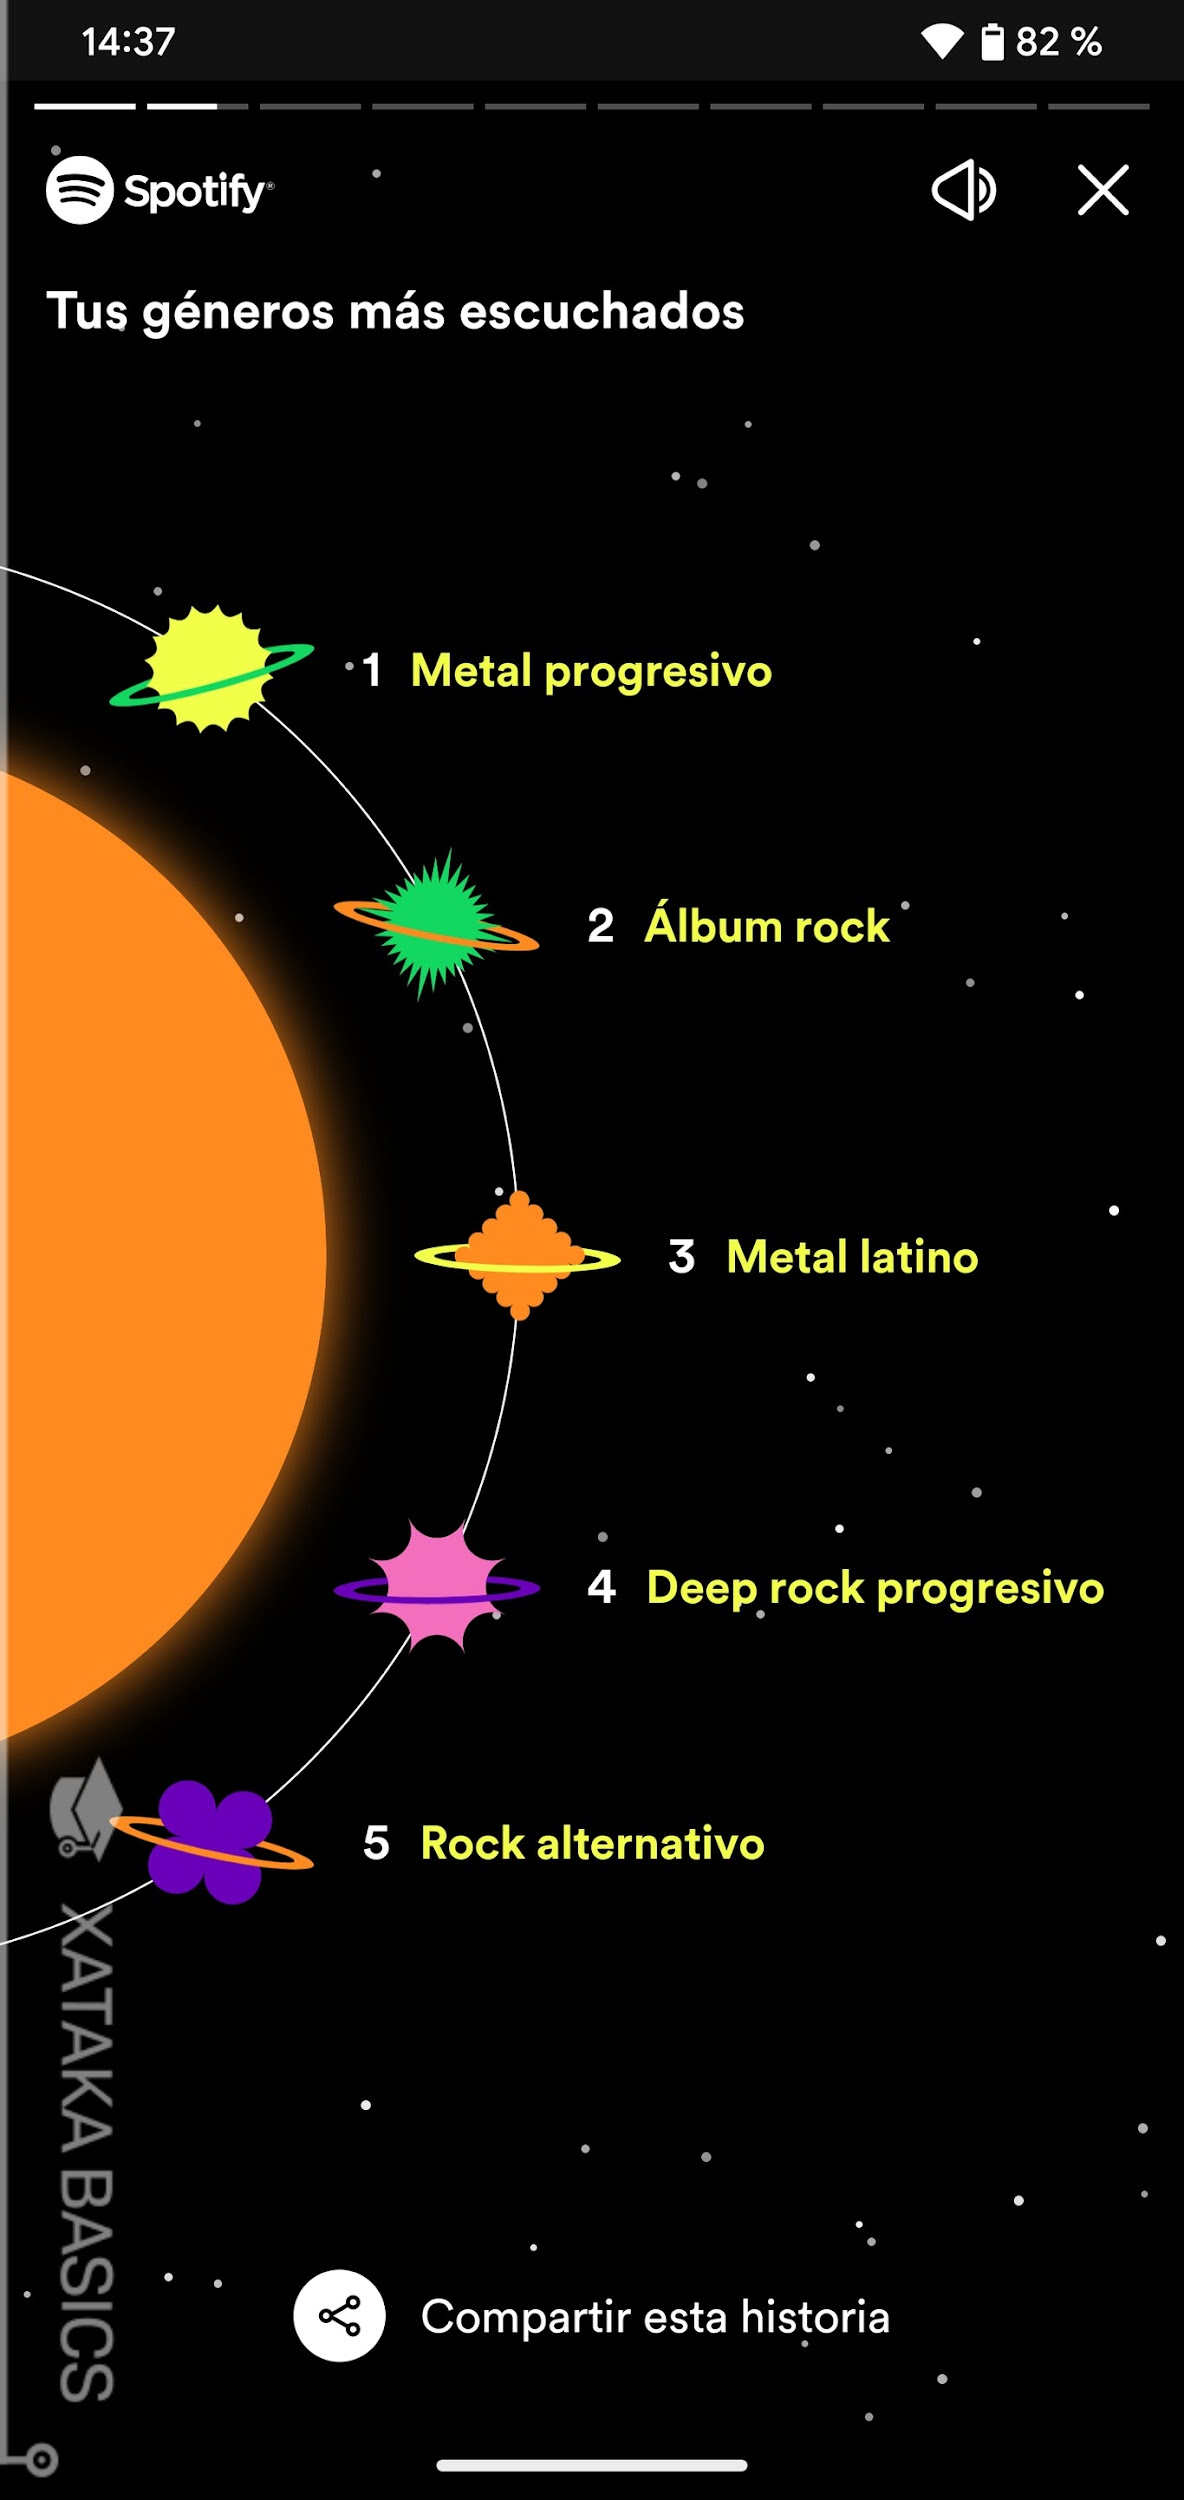 14:37
82 %
Spotify®
Tus géneros más escuchados
1 Metal progresivo
2 Álbum rock
3 Metal latino
4 Deep rock progresivo
5 Rock alternativo
XATAKA BASICS
Compartir esta historia